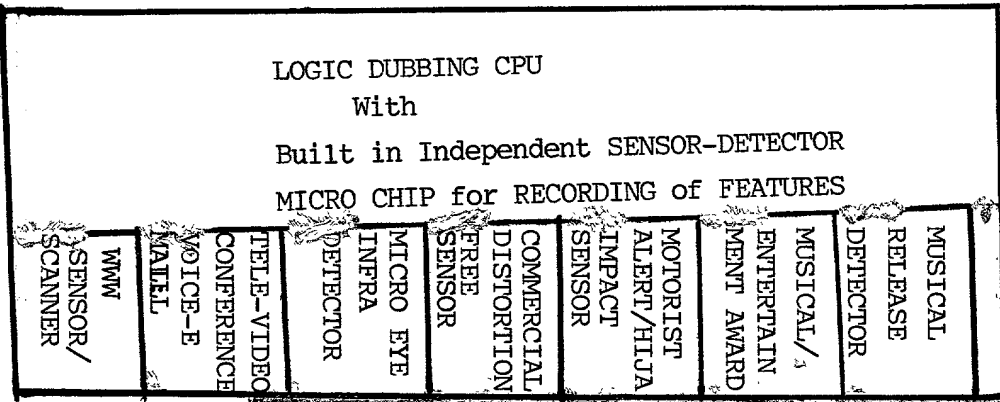 LOGIC DUBBING CPU
With
Built in Independent SENSOR-DETECTOR
MICRO CHIP for RECORDING of FEATURES
WWW
SENSOR/
SCANNER
TELE-VIDEO
CONFERENCE
VOICE-E
MICRO EYE
INFRA
DETECTOR
COMMERCIAL
DISTORTION
FREE
SENSOR
MOTORIST
ALERT/HIJA
IMPACT
SENSOR
MUSICAL/
ENTERTAIN
MENT AWARD
MUSICAL
RELEASE
DETECTOR